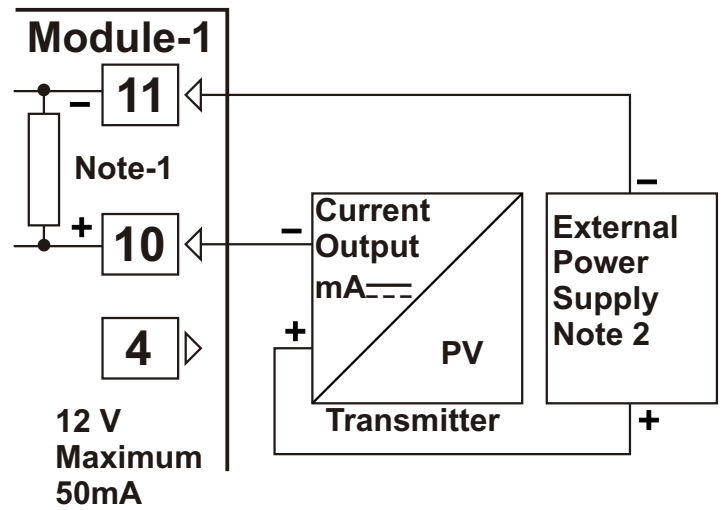 Module-1
− 11
Note-1
+ 10
4
12 V
Maximum
50mA
− Current
Output
mA⎓
+
PV
Transmitter
−
External
Power
Supply
Note 2
+